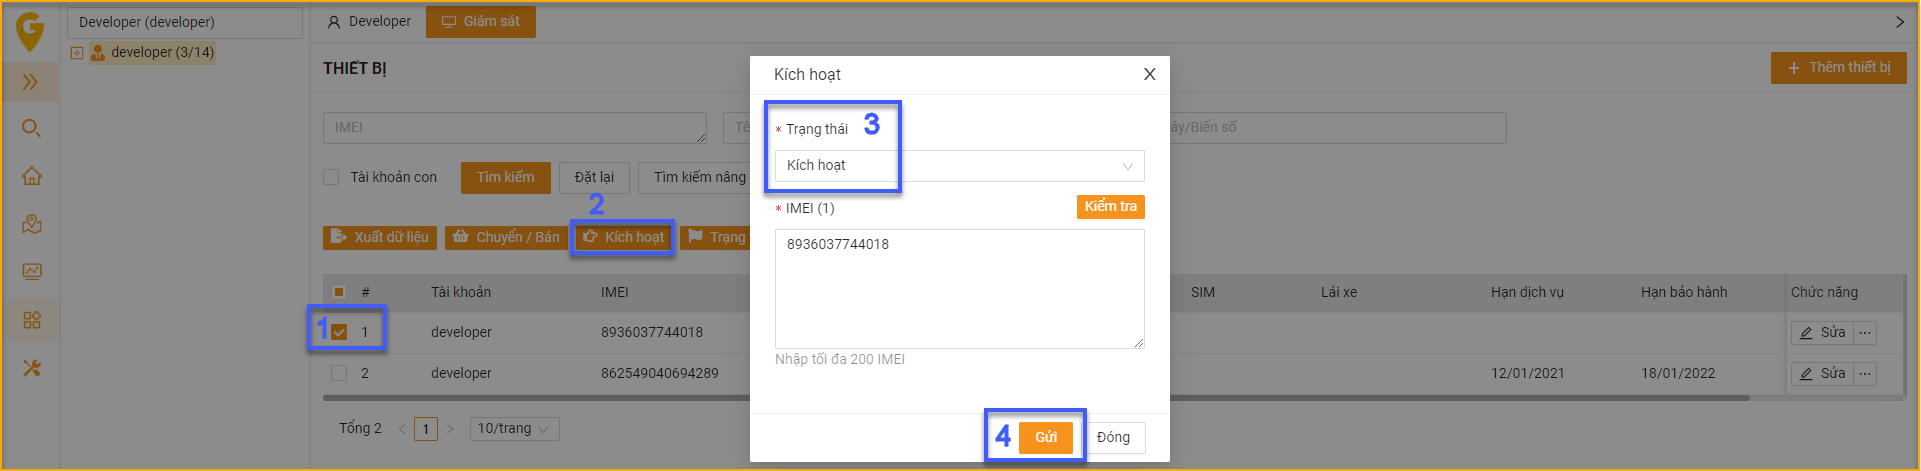 Developer (developer)
developer (3/14)
Developer
Giám sát
THIẾT BỊ
Thêm thiết bị
IMEI
Tê
áy/Biển số
Tài khoản con
Tìm kiếm
Đặt lại
Tìm kiếm nâng
2
Xuất dữ liệu
Chuyển / Bán
Kích hoạt
Trạng
#
Tài khoản
IMEI
SIM
Lái xe
Hạn dịch vụ
Hạn bảo hành
Chức năng
1
1
developer
8936037744018
Sửa
2
developer
862549040694289
12/01/2021
18/01/2022
Sửa
Tổng 2
1
10/trang
Kích hoạt
* Trạng thái
3
Kích hoạt
* IMEI (1)
Kiểm tra
8936037744018
Nhập tối đa 200 IMEI
4
Gửi
Đóng